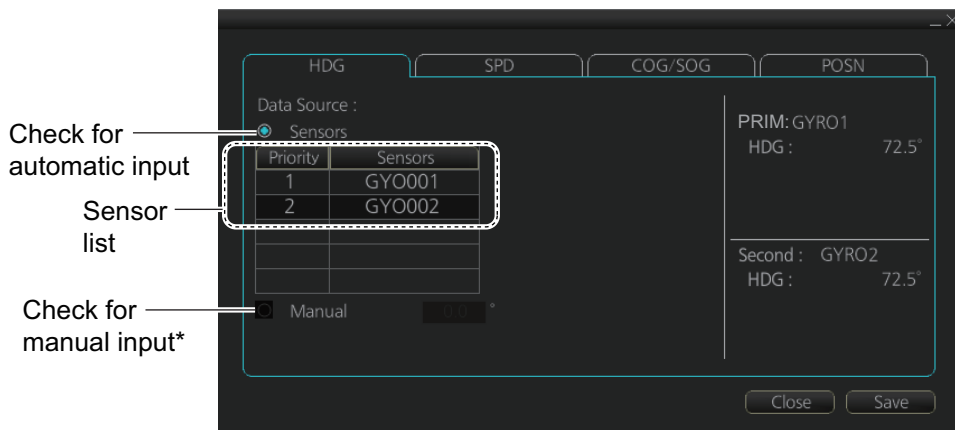 HDG SPD COG/SOG POSN
Data Source :
Sensors
Priority Sensors
1 GYO001
2 GYO002
Manual 0.0 °
PRIM: GYRO1
HDG : 72.5°
Second : GYRO2
HDG : 72.5°
Close Save
Check for
automatic input
Sensor
list
Check for
manual input*